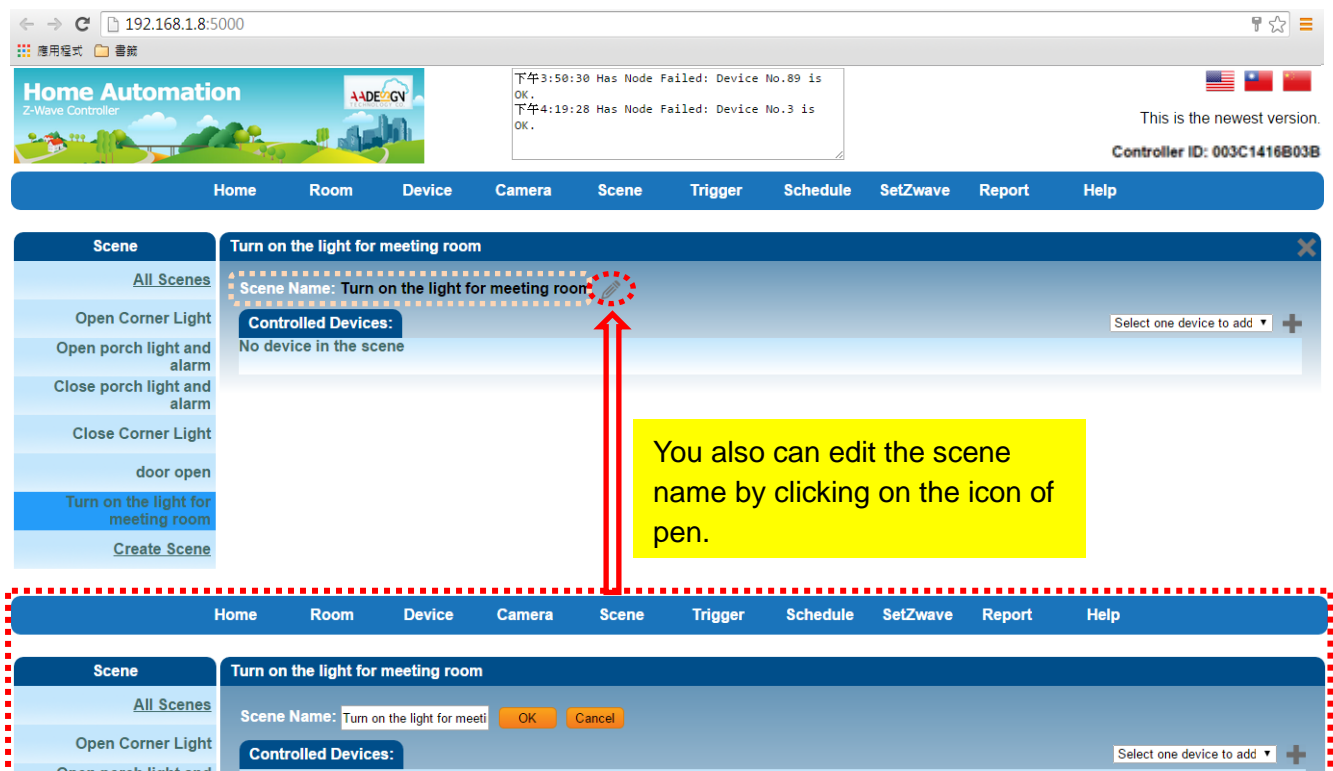 192.168.1.8:5000
應用程式 書籤
Home Automation
Z-Wave Controller
TECHNOLOGY CO.
下午3:50:30 Has Node Failed: Device No.89 is
OK.
下午4:19:28 Has Node Failed: Device No.3 is
OK.
This is the newest version.
Controller ID: 003C1416B03B
Home Room Device Camera Scene Trigger Schedule SetZwave Report Help
Scene
All Scenes
Open Corner Light
Open porch light and
alarm
Close porch light and
alarm
Close Corner Light
door open
Turn on the light for
meeting room
Create Scene
Turn on the light for meeting room
Scene Name: Turn on the light for meeting room
Controlled Devices:
Select one device to add
No device in the scene
You also can edit the scene
name by clicking on the icon of
pen.
Home Room Device Camera Scene Trigger Schedule SetZwave Report Help
Scene
All Scenes
Open Corner Light
Open porch light and
Turn on the light for meeting room
Scene Name: Turn on the light for meeti OK Cancel
Controlled Devices:
Select one device to add